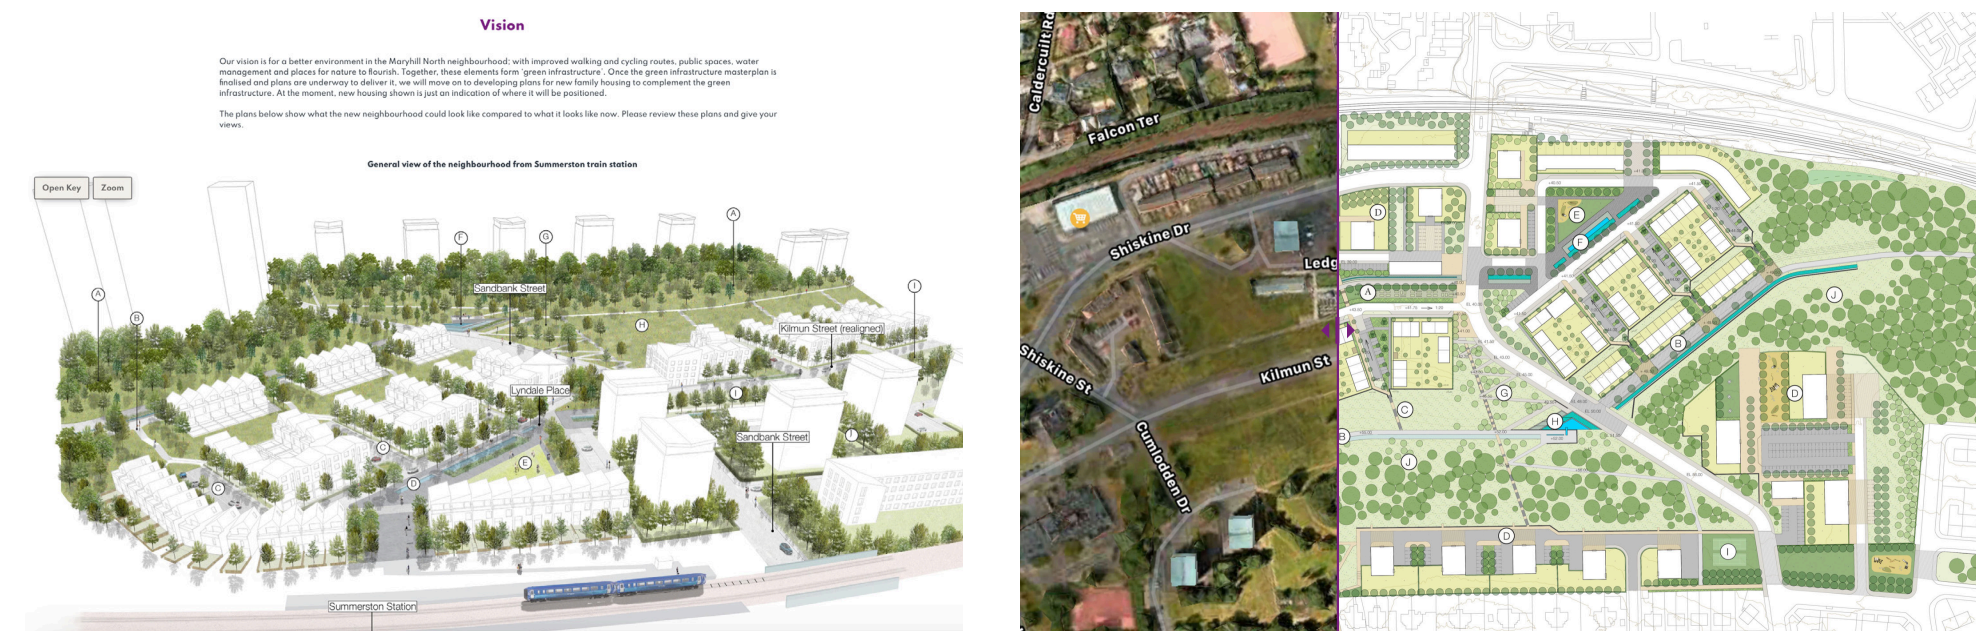 Vision
Our vision is for a better environment in the Maryhill North neighbourhood; with improved walking and cycling routes, public spaces, water
management and places for nature to flourish. Together, these elements form 'green infrastructure'. Once the green infrastructure masterplan is
finalised and plans are underway to deliver it, we will move on to developing plans for new family housing to complement the green
infrastructure. At the moment, new housing shown is just an indication of where it will be positioned.
The plans below show what the new neighbourhood could look like compared to what it looks like now. Please review these plans and give your
views.
General view of the neighbourhood from Summerston train station
Open Key
Zoom
A
F
G
A
I
B
Sandbank Street
H
Kilmun Street (realigned)
I
Lyndale Place
Sandbank Street
I
C
E
C
D
Summerston Station
Caldercuilt Rd
Falcon Ter
Shiskine Dr
Ledg
Shiskine St
Kilmun St
Cumlodden Dr
D
E
F
A
J
B
G
D
C
H
B
J
D
I